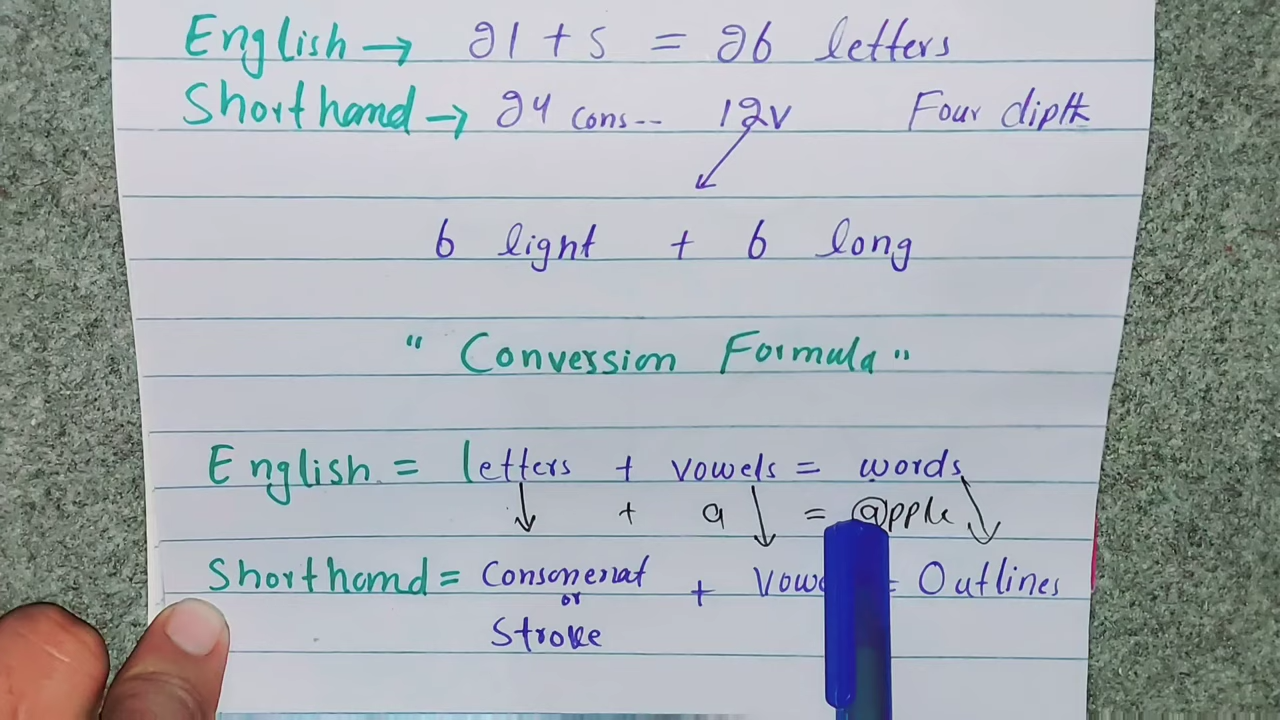 English → 21 + 5 = 26 letters
Shorthand → 24 cons-- 12v Four dipth
6 light + 6 long
" Conversion Formula "
English = letters + vowels = words
+ a = apple
Shorthand = Consonenat + Vow = Outlines
or
Stroke